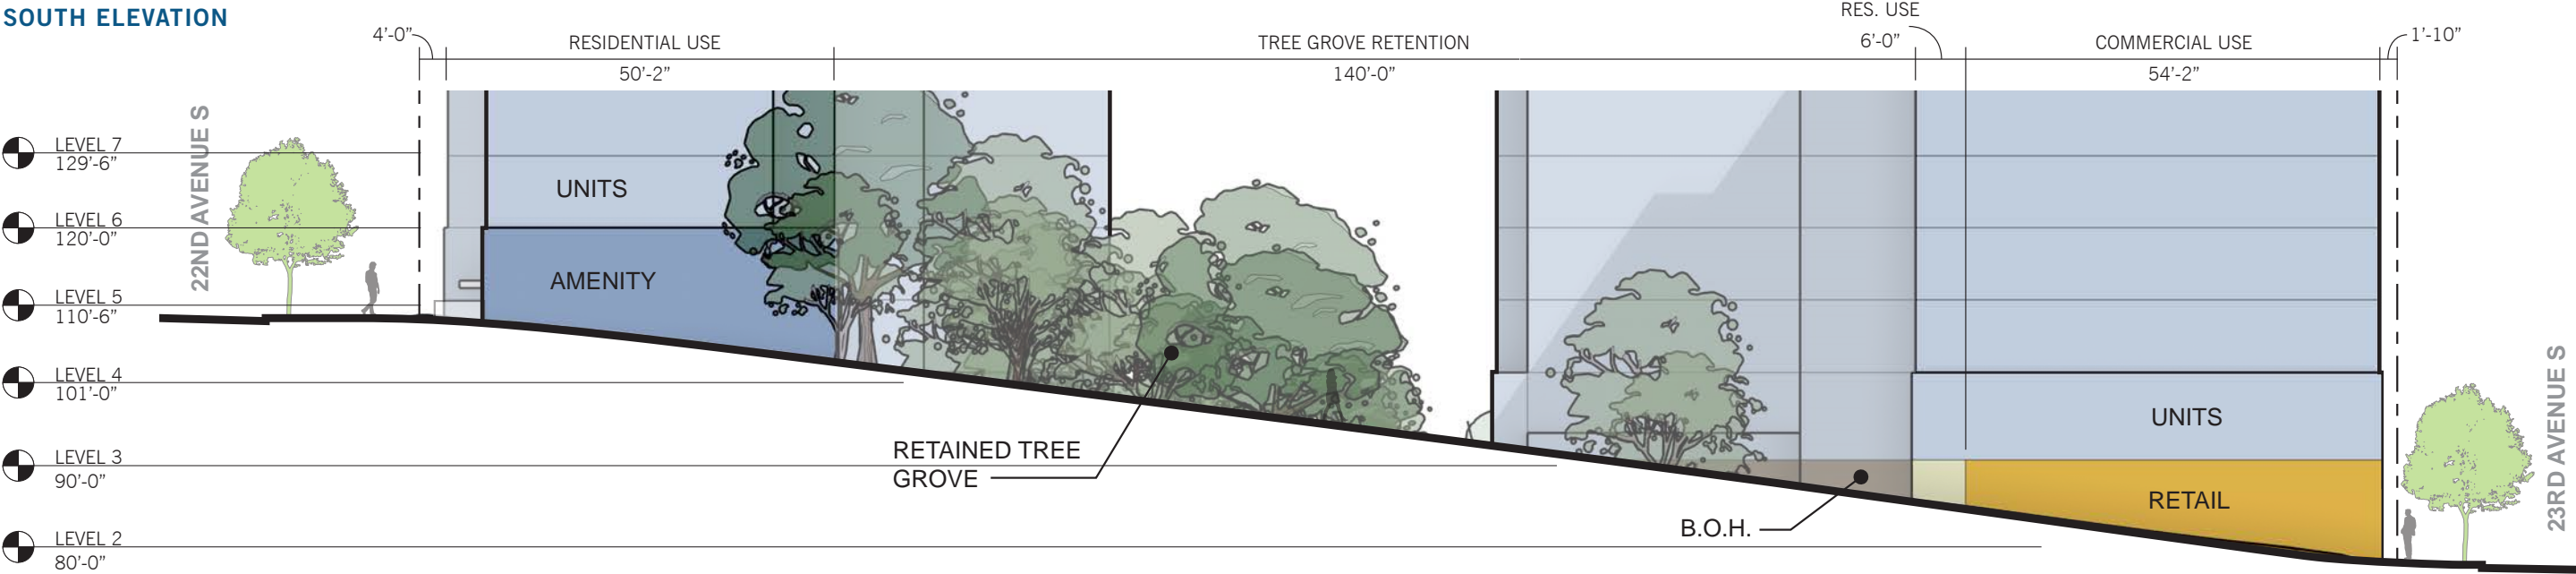 SOUTH ELEVATION
4’-0”
RESIDENTIAL USE
50’-2”
TREE GROVE RETENTION
140’-0”
RES. USE
6’-0”
COMMERCIAL USE
54’-2”
1’-10”
22ND AVENUE S
LEVEL 7
129’-6”
LEVEL 6
120’-0”
LEVEL 5
110’-6”
LEVEL 4
101’-0”
LEVEL 3
90’-0”
LEVEL 2
80’-0”
UNITS
AMENITY
RETAINED TREE
GROVE
B.O.H.
UNITS
RETAIL
23RD AVENUE S